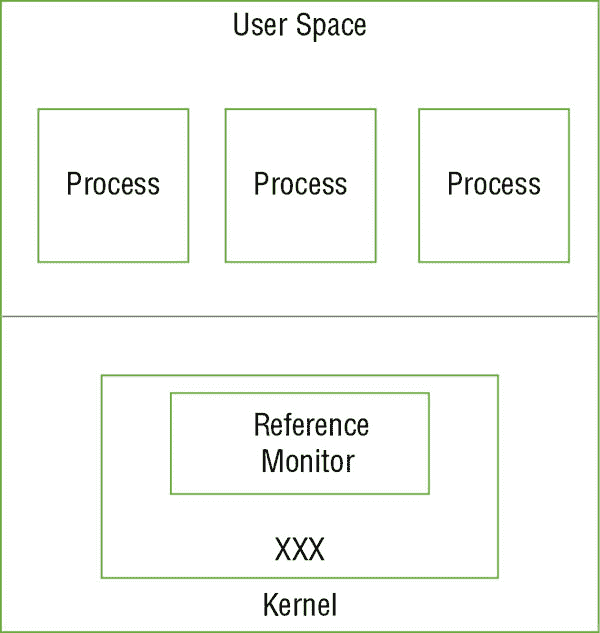 User Space
Process
Process
Process
Reference
Monitor
XXX
Kernel